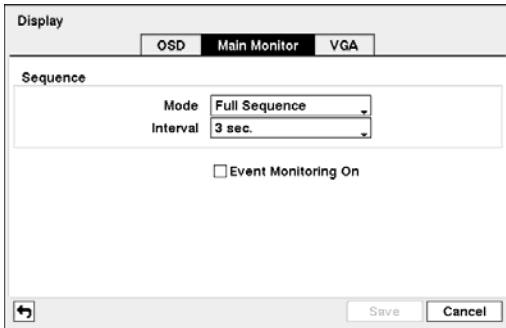 Display
OSD Main Monitor VGA
Sequence
Mode Full Sequence
Interval 3 sec.
Event Monitoring On
Save Cancel